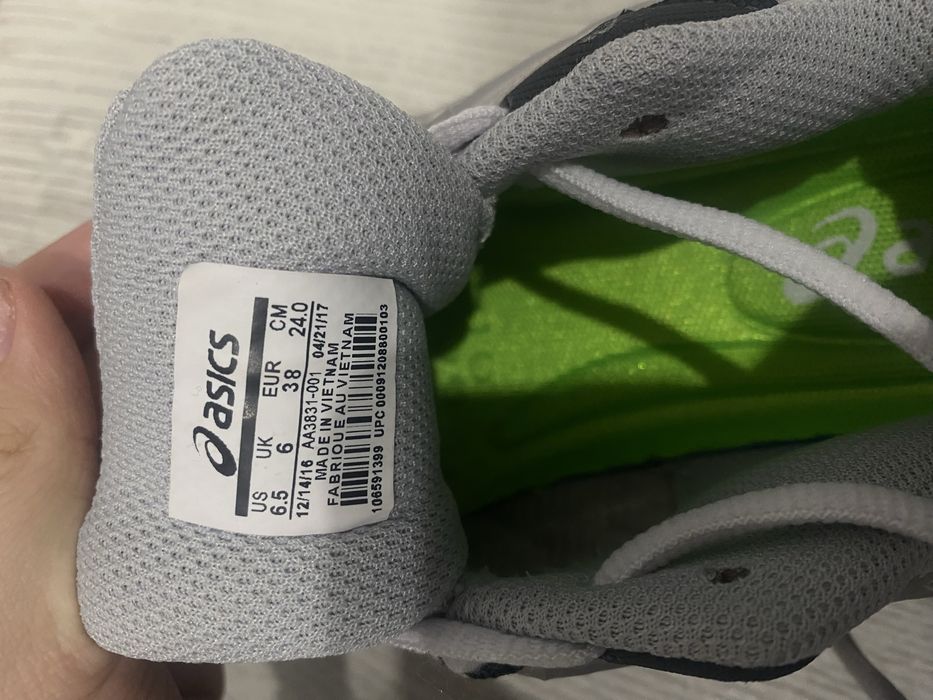 asics
US UK EUR CM
6.5 6 38 24.0
12/14/16 AA3831-001 04/21/17
MADE IN VIETNAM
FABRIQUE AU VIETNAM
106591399 UPC 00091208800103
a